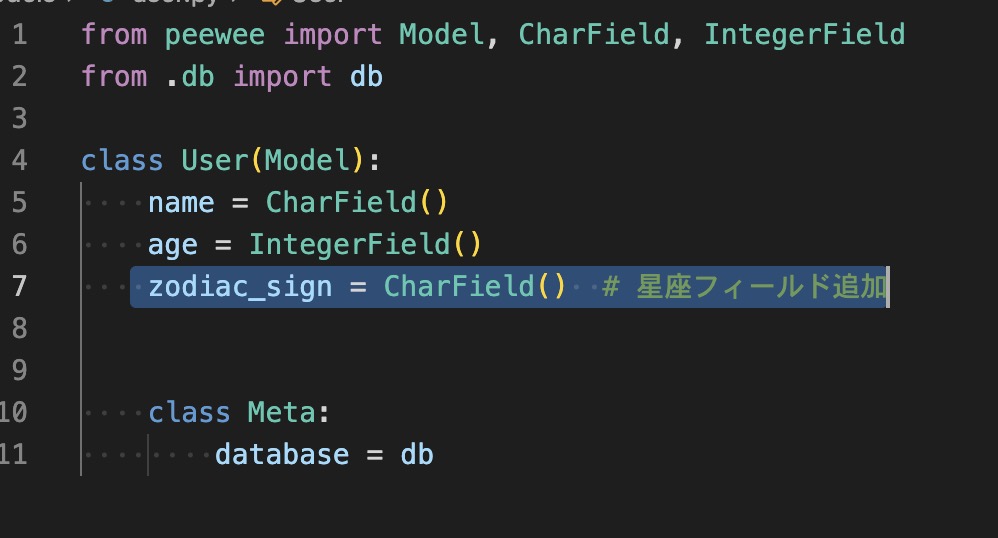 1 from peewee import Model, CharField, IntegerField
2 from .db import db
3
4 class User(Model):
5 name = CharField()
6 age = IntegerField()
7 zodiac_sign = CharField()  # 星座フィールド追加
8
9
10 class Meta:
11 database = db